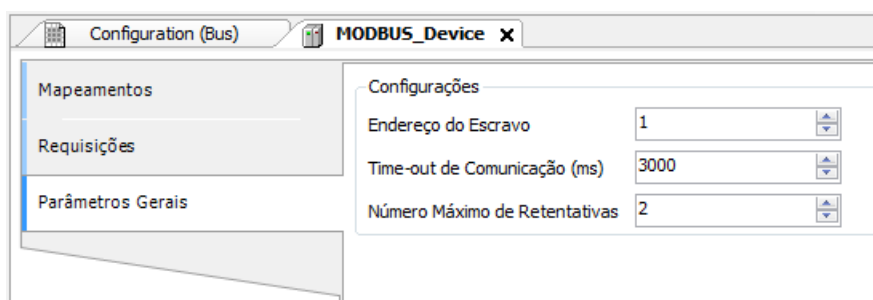 Configuration (Bus) MODBUS_Device X
Mapeamentos
Requisições
Parâmetros Gerais
Configurações
Endereço do Escravo 1
Time-out de Comunicação (ms) 3000
Número Máximo de Retentativas 2